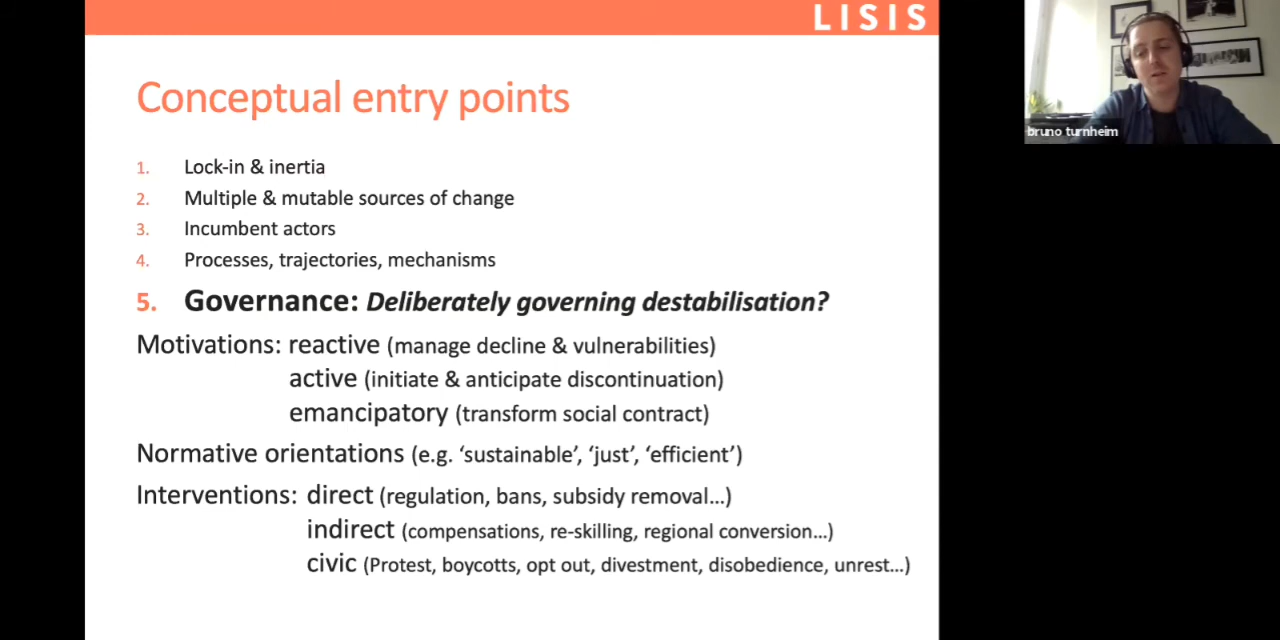 LISIS
Conceptual entry points
1. Lock-in & inertia
2. Multiple & mutable sources of change
3. Incumbent actors
4. Processes, trajectories, mechanisms
5. Governance: Deliberately governing destabilisation?
Motivations: reactive (manage decline & vulnerabilities)
active (initiate & anticipate discontinuation)
emancipatory (transform social contract)
Normative orientations (e.g. ‘sustainable’, ‘just’, ‘efficient’)
Interventions: direct (regulation, bans, subsidy removal…)
indirect (compensations, re-skilling, regional conversion…)
civic (Protest, boycotts, opt out, divestment, disobedience, unrest…)
bruno turnheim